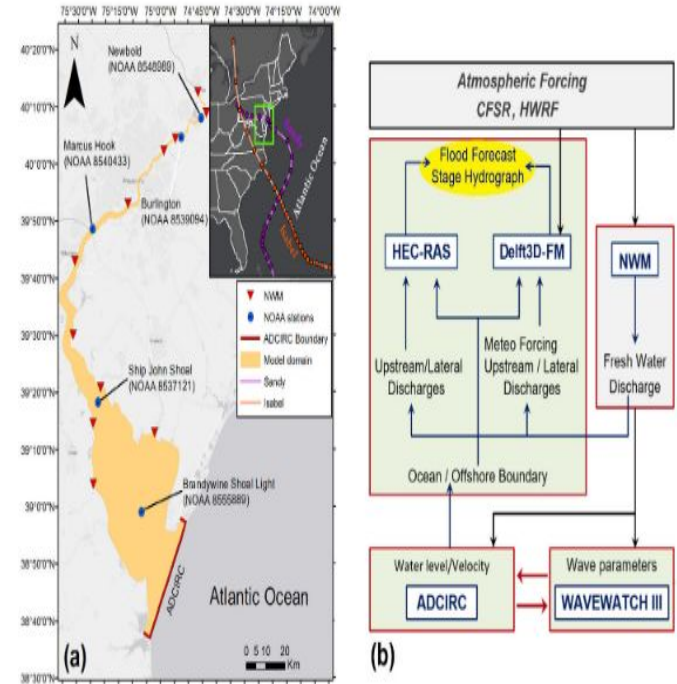 75°30'0"W 75°15'0"W 75°0'0"W 74°45'0"W 74°30'0"W 74°15'0"W 74°0'0"W
40°20'0"N
40°10'0"N
40°0'0"N
39°50'0"N
39°40'0"N
39°30'0"N
39°20'0"N
39°10'0"N
39°0'0"N
38°50'0"N
38°40'0"N
38°30'0"N
N
Newbold
(NOAA 8548989)
Marcus Hook
(NOAA 8540433)
Burlington
(NOAA 8539094)
Ship John Shoal
(NOAA 8537121)
Brandywine Shoal Light
(NOAA 8555889)
Sandy
Isabel
Atlantic Ocean
NWM
NOAA stations
ADCIRC Boundary
Model domain
Sandy
Isabel
ADCIRC
Atlantic Ocean
0 5 10 20
Km
(a)
Atmospheric Forcing
CFSR , HWRF
Flood Forecast
Stage Hydrograph
HEC-RAS
Delft3D-FM
NWM
Upstream/Lateral
Discharges
Meteo Forcing
Upstream / Lateral
Discharges
Fresh Water
Discharge
Ocean / Offshore Boundary
Water level/Velocity
ADCIRC
Wave parameters
WAVEWATCH III
(b)